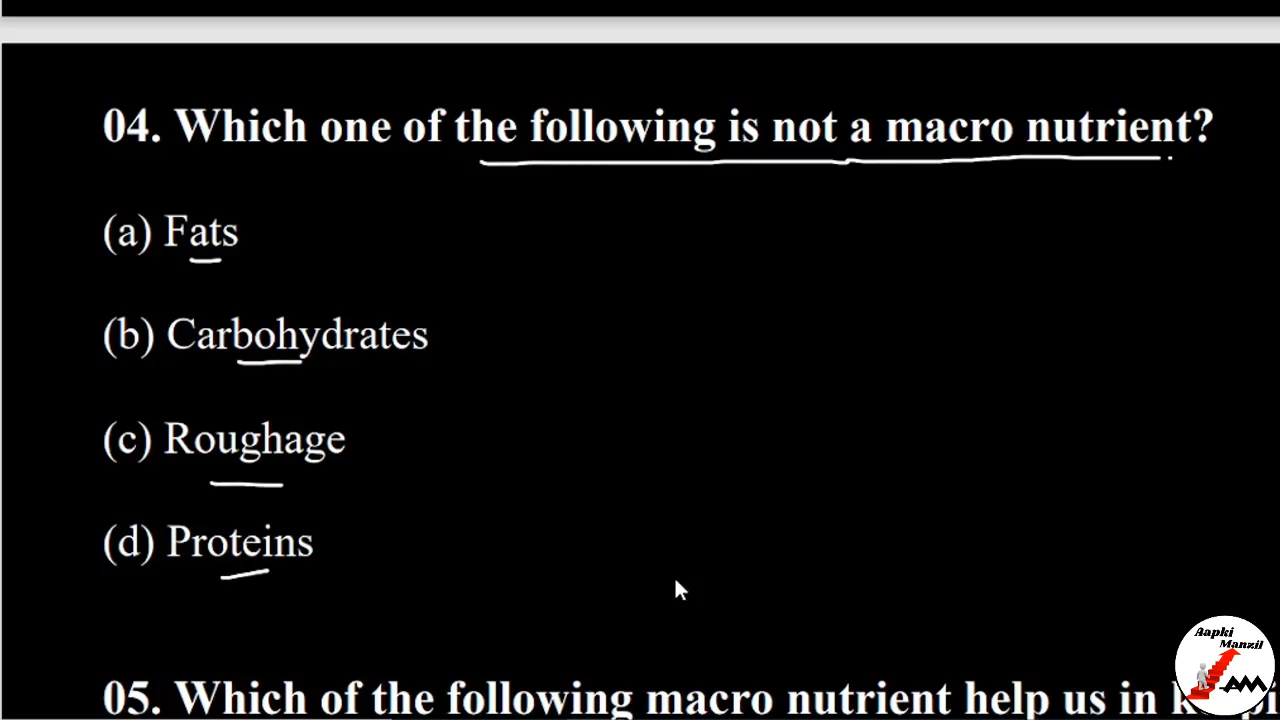 04. Which one of the following is not a macro nutrient?
(a) Fats
(b) Carbohydrates
(c) Roughage
(d) Proteins
05. Which of the following macro nutrient help us in
Aapki
Manzil
AM